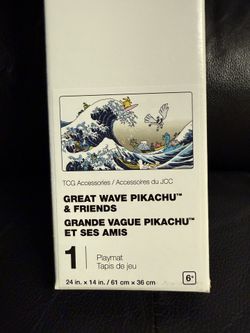 TCG Accessories / Accessoires du JCC
GREAT WAVE PIKACHU™
& FRIENDS
GRANDE VAGUE PIKACHU™
ET SES AMIS
1 Playmat
Tapis de jeu
24 in. x 14 in. / 61 cm x 36 cm
6+